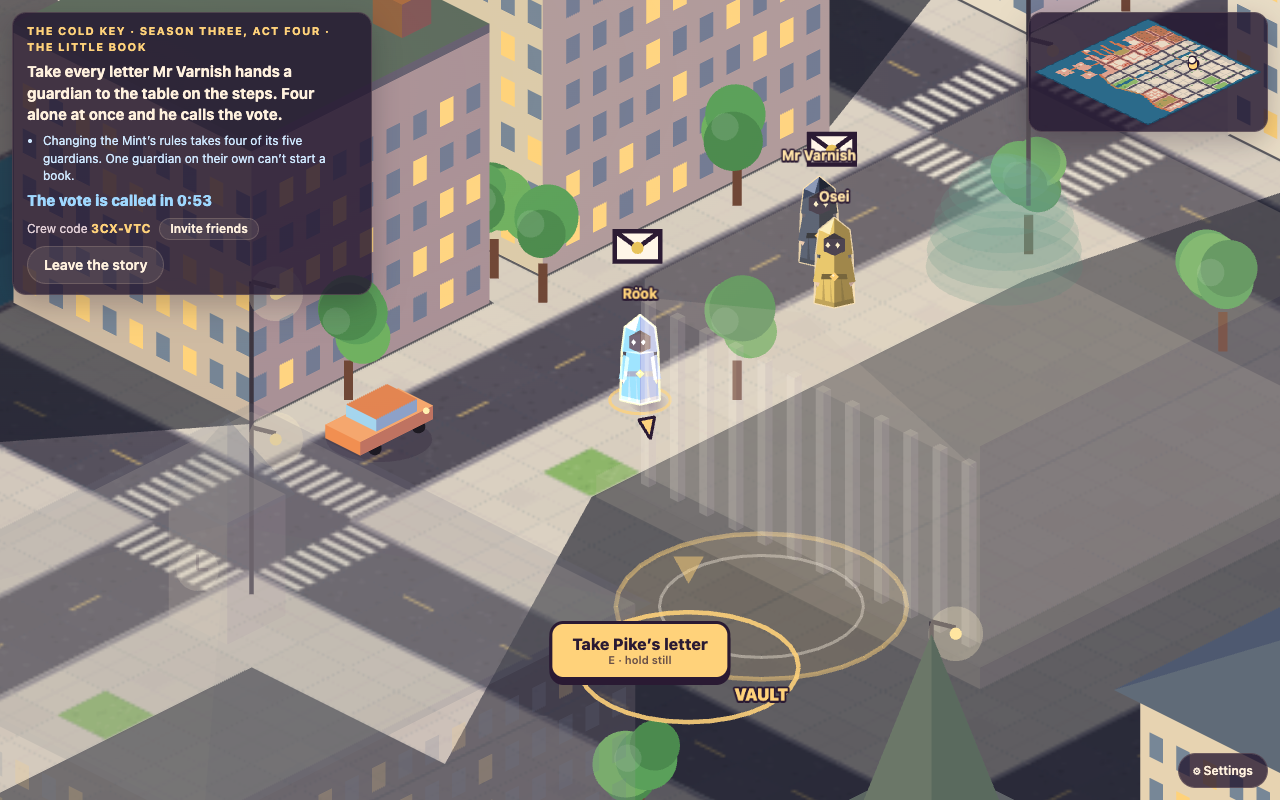 THE COLD KEY · SEASON THREE, ACT FOUR ·
THE LITTLE BOOK
Take every letter Mr Varnish hands a
guardian to the table on the steps. Four
alone at once and he calls the vote.
• Changing the Mint's rules takes four of its five
guardians. One guardian on their own can't start a
book.
The vote is called in 0:53
Crew code 3CX-VTC Invite friends
Leave the story
Mr Varnish
Osei
Rook
Take Pike's letter
E · hold still
VAULT
Settings